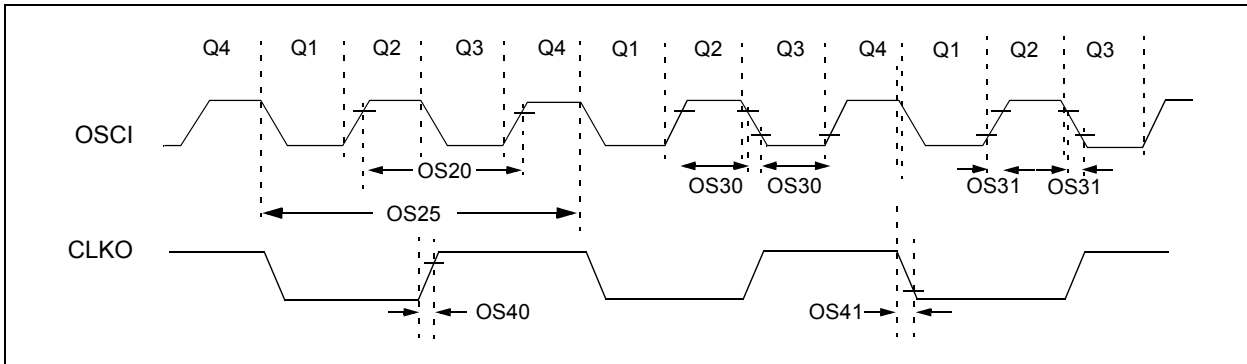 Q4 Q1 Q2 Q3 Q4 Q1 Q2 Q3 Q4 Q1 Q2 Q3
OSCI
OS20 OS30 OS30 OS31 OS31
OS25
CLKO
OS40 OS41